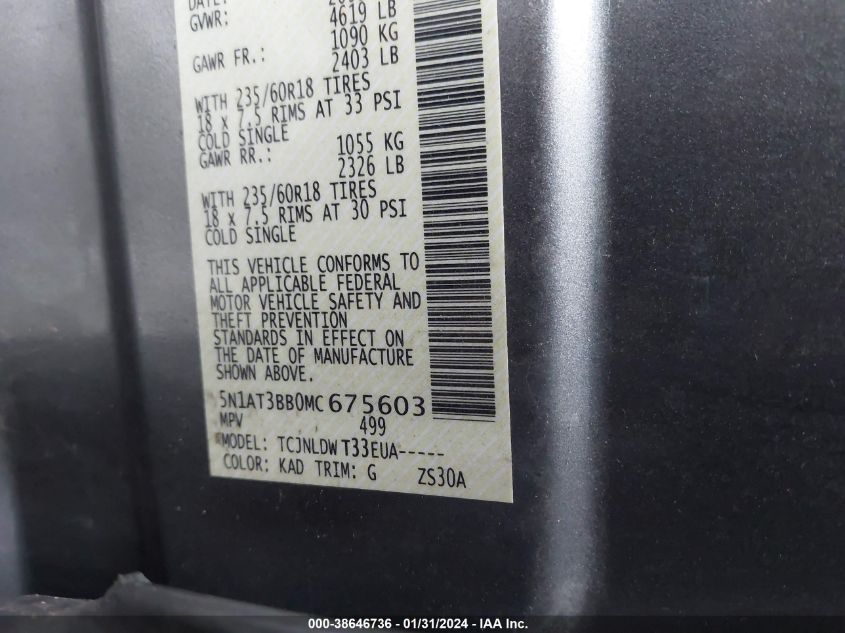 DATE:
GVWR: 4619 LB
1090 KG
GAWR FR.: 2403 LB
WITH 235/60R18 TIRES
18 x 7.5 RIMS AT 33 PSI
COLD SINGLE
1055 KG
GAWR RR.: 2326 LB
WITH 235/60R18 TIRES
18 x 7.5 RIMS AT 30 PSI
COLD SINGLE
THIS VEHICLE CONFORMS TO
ALL APPLICABLE FEDERAL
MOTOR VEHICLE SAFETY AND
THEFT PREVENTION
STANDARDS IN EFFECT ON
THE DATE OF MANUFACTURE
SHOWN ABOVE.
5N1AT3BB0MC675603
MPV 499
MODEL: TCJNLDWT33EUA-----
COLOR: KAD TRIM: G ZS30A
000-38646736 - 01/31/2024 - IAA Inc.